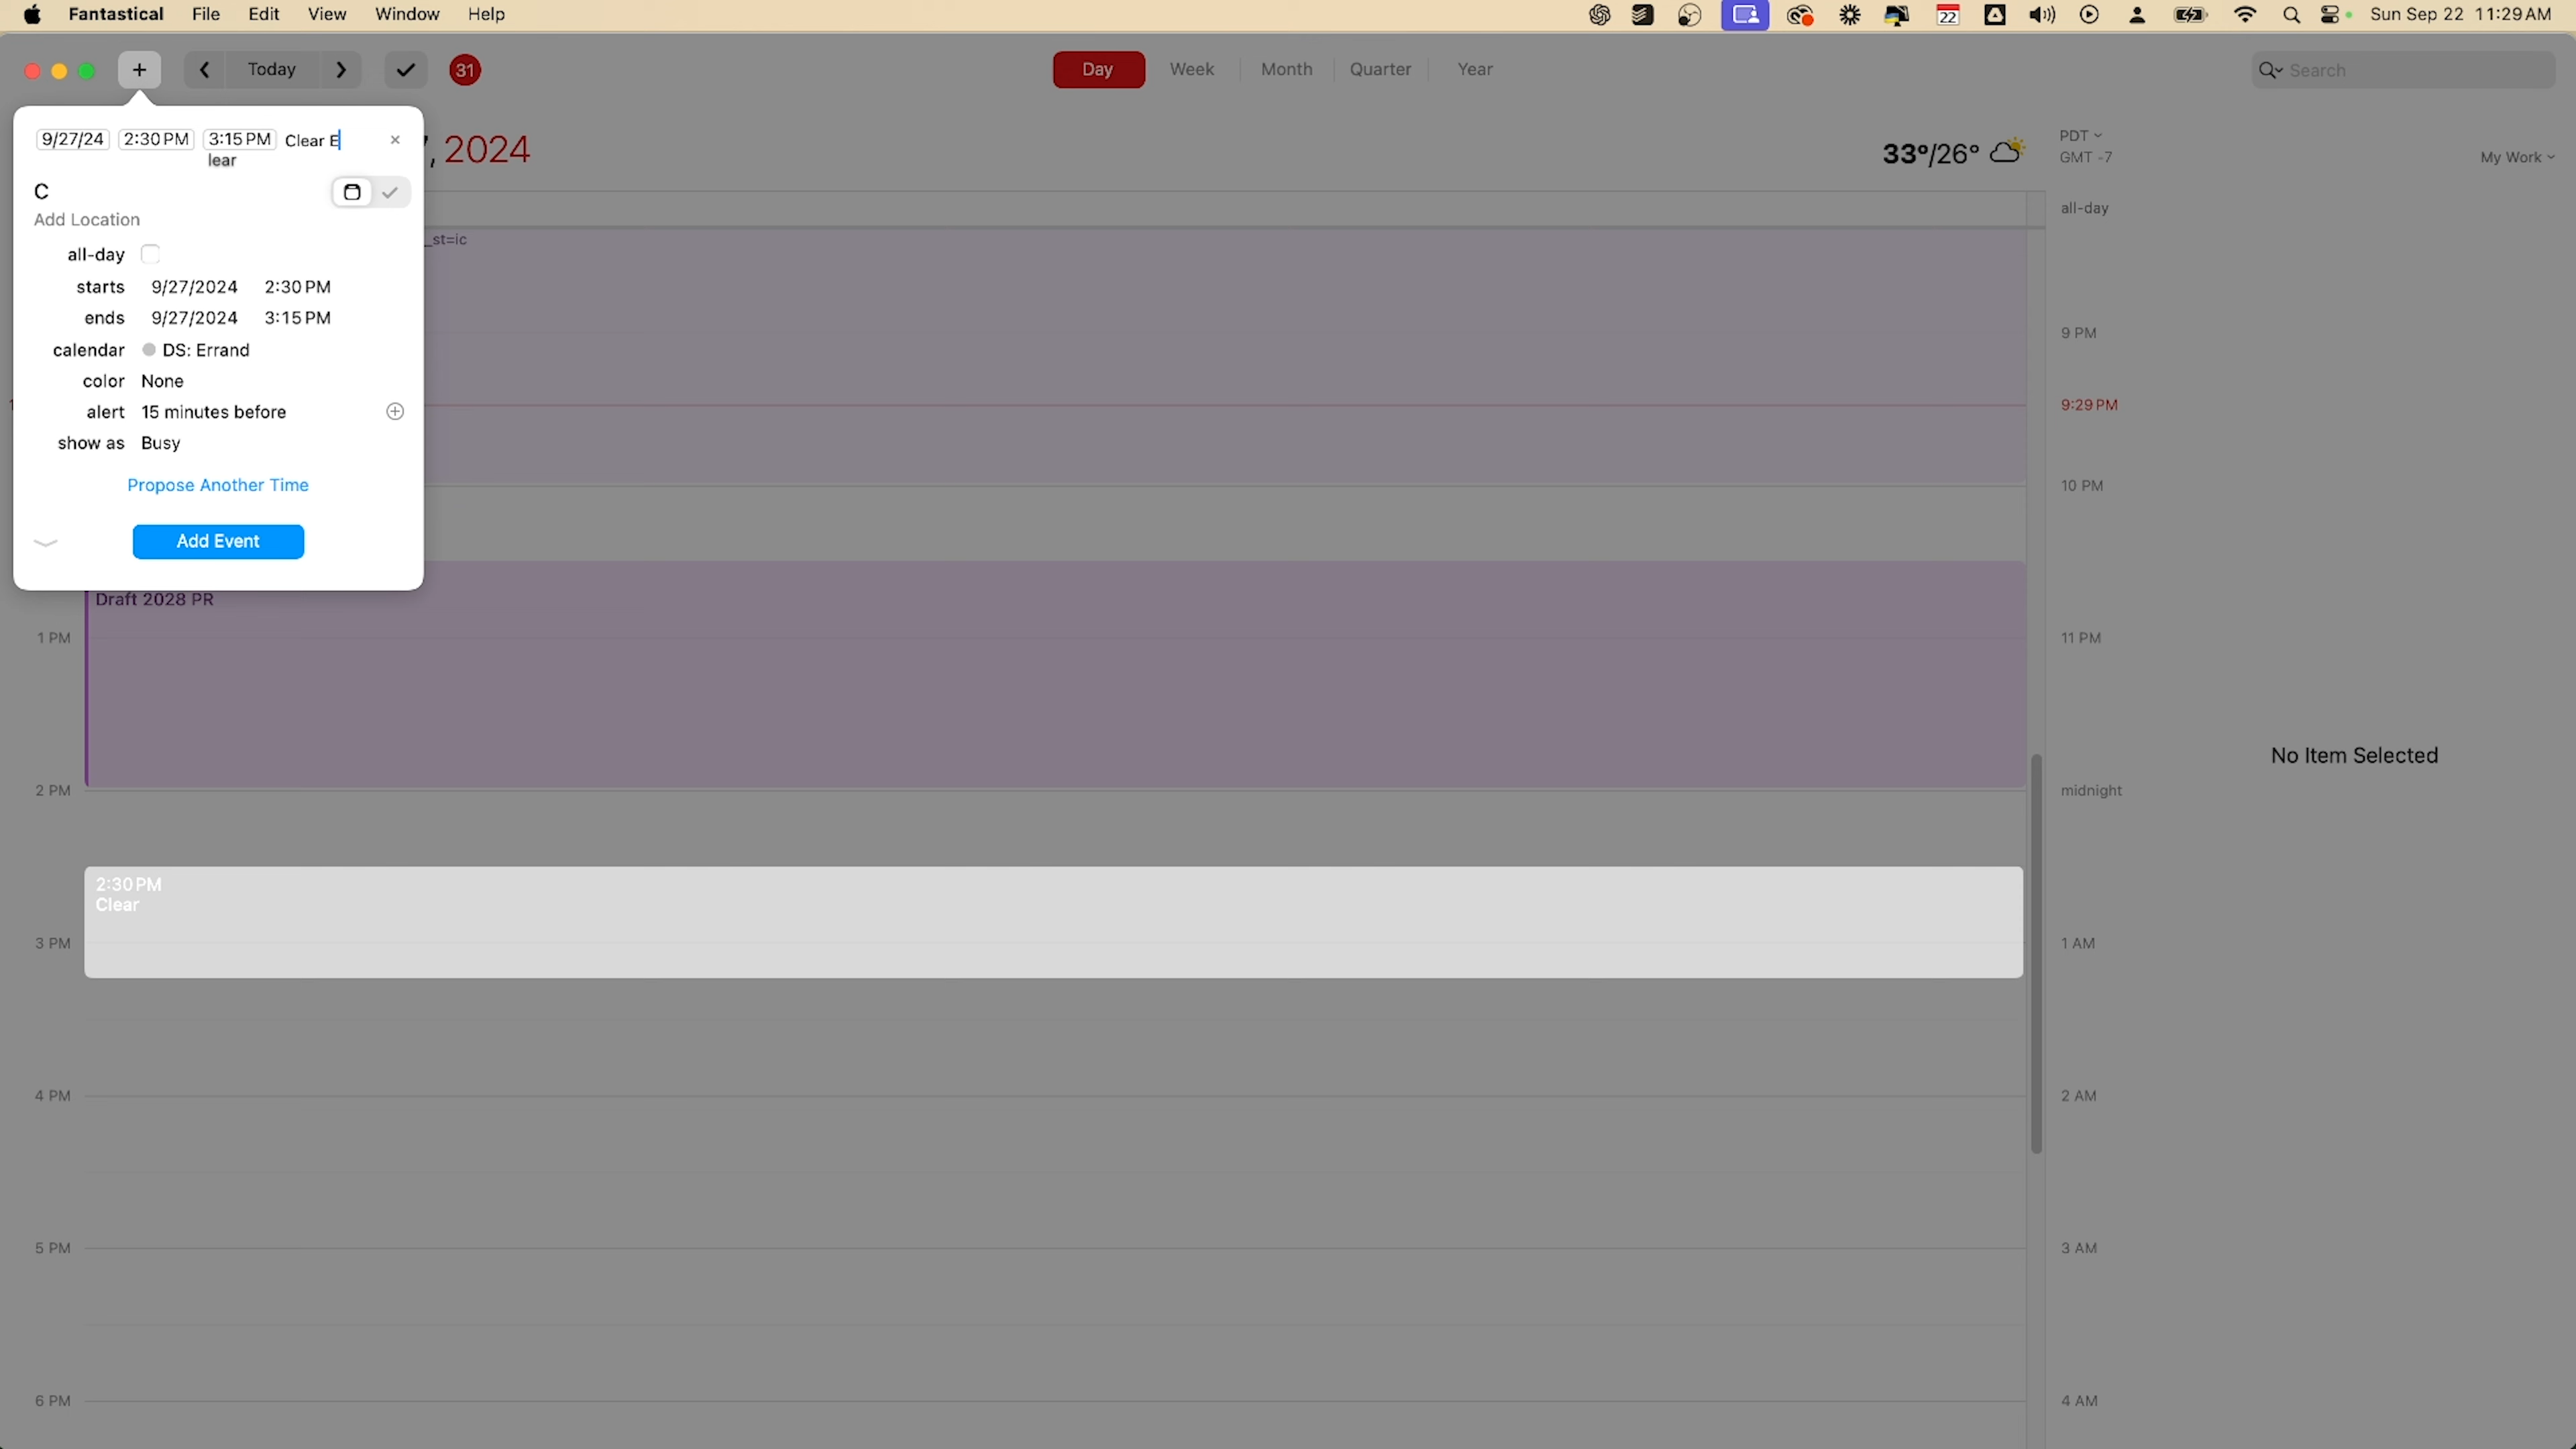 Fantastical File Edit View Window Help 22 Sun Sep 22 11:29 AM
Today 31 Day Week Month Quarter Year Search
9/27/24 2:30 PM 3:15 PM Clear E
lear
, 2024
33°/26°
PDT
GMT -7
My Work
C
Add Location
all-day
starts 9/27/2024 2:30 PM
ends 9/27/2024 3:15 PM
calendar DS: Errand
color None
alert 15 minutes before
show as Busy
Propose Another Time
Add Event
_st=ic
all-day
9 PM
9:29 PM
10 PM
Draft 2028 PR
1 PM
11 PM
No Item Selected
2 PM
midnight
2:30 PM
Clear
3 PM
1 AM
4 PM
2 AM
5 PM
3 AM
6 PM
4 AM